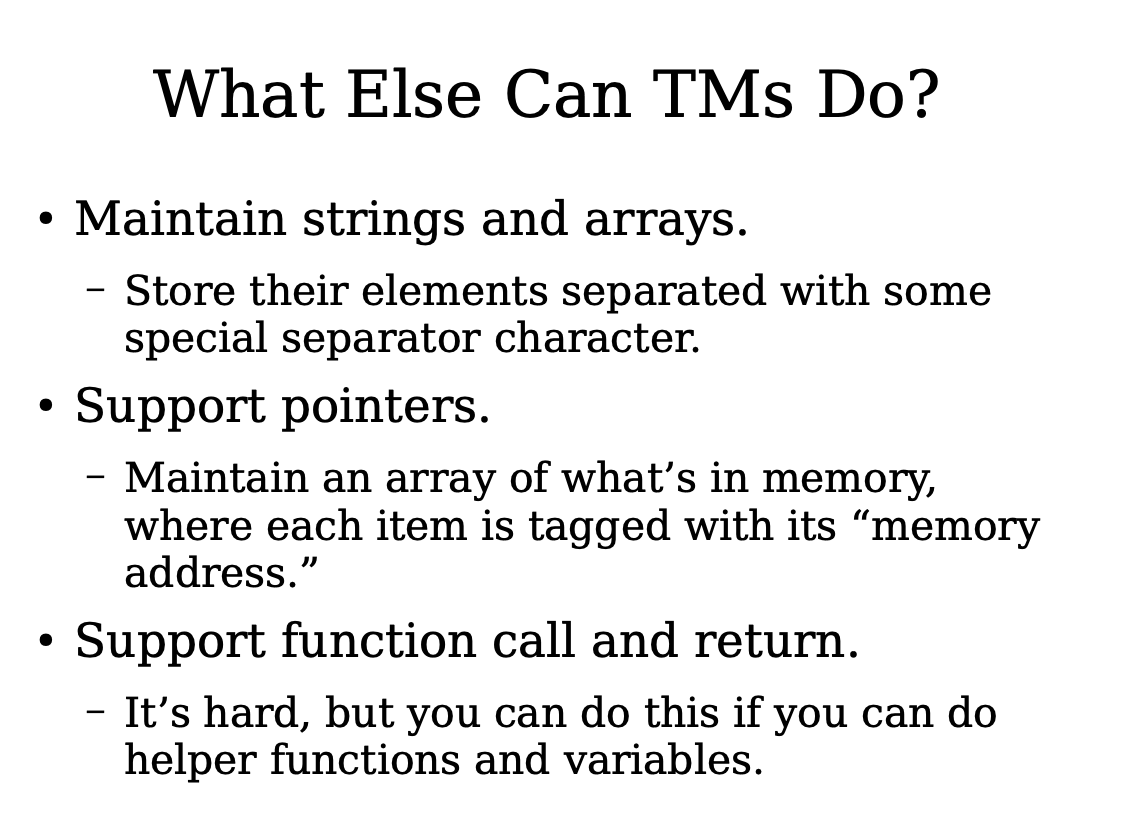 What Else Can TMs Do?
• Maintain strings and arrays.
– Store their elements separated with some
special separator character.
• Support pointers.
– Maintain an array of what’s in memory,
where each item is tagged with its “memory
address.”
• Support function call and return.
– It’s hard, but you can do this if you can do
helper functions and variables.